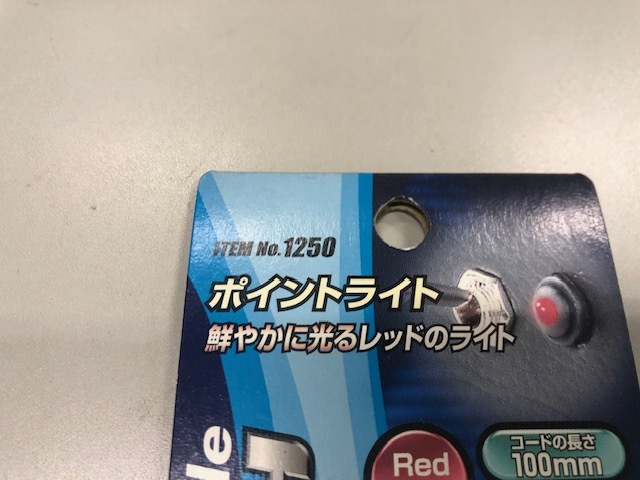 ITEM No.1250
ポイントライト
鮮やかに光るレッドのライト
Red
コードの長さ
100mm